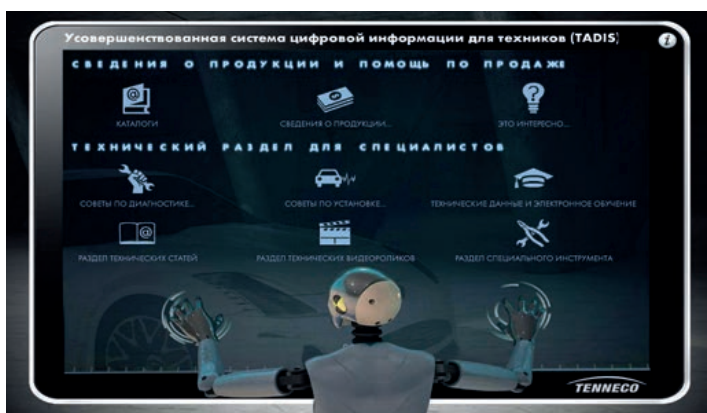 Усовершенствованная система цифровой информации для техников (TADIS)
i
СВЕДЕНИЯ О ПРОДУКЦИИ И ПОМОЩЬ ПО ПРОДАЖЕ
@
КАТАЛОГИ
СВЕДЕНИЯ О ПРОДУКЦИИ...
?
ЭТО ИНТЕРЕСНО...
ТЕХНИЧЕСКИЙ РАЗДЕЛ ДЛЯ СПЕЦИАЛИСТОВ
СОВЕТЫ ПО ДИАГНОСТИКЕ...
СОВЕТЫ ПО УСТАНОВКЕ...
ТЕХНИЧЕСКИЕ ДАННЫЕ И ЭЛЕКТРОННОЕ ОБУЧЕНИЕ
@
РАЗДЕЛ ТЕХНИЧЕСКИХ СТАТЕЙ
РАЗДЕЛ ТЕХНИЧЕСКИХ ВИДЕОРОЛИКОВ
РАЗДЕЛ СПЕЦИАЛЬНОГО ИНСТРУМЕНТА
TENNECO